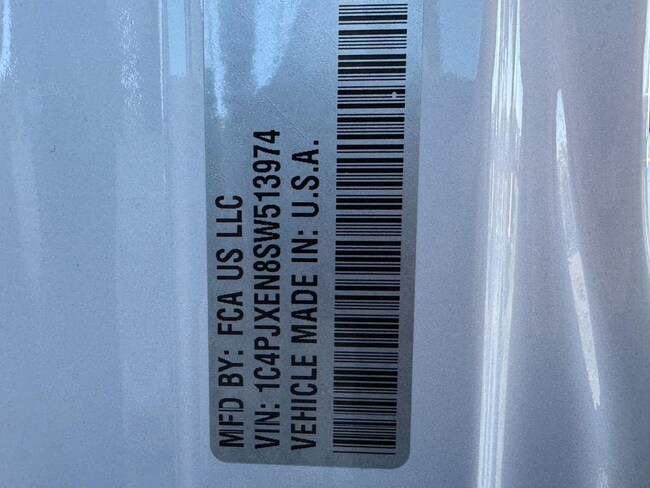 MFD BY: FCA US LLC
VIN: 1C4PJXEN8SW513974
VEHICLE MADE IN: U.S.A.